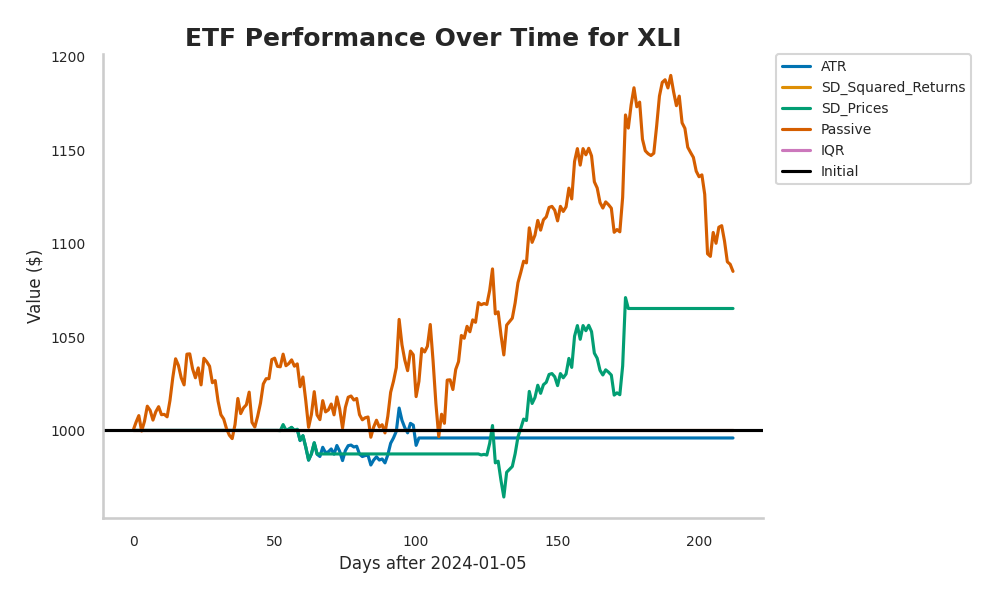 ETF Performance Over Time for XLI
Value ($)
1200
1150
1100
1050
1000
0
50
100
150
200
Days after 2024-01-05
ATR
SD_Squared_Returns
SD_Prices
Passive
IQR
Initial